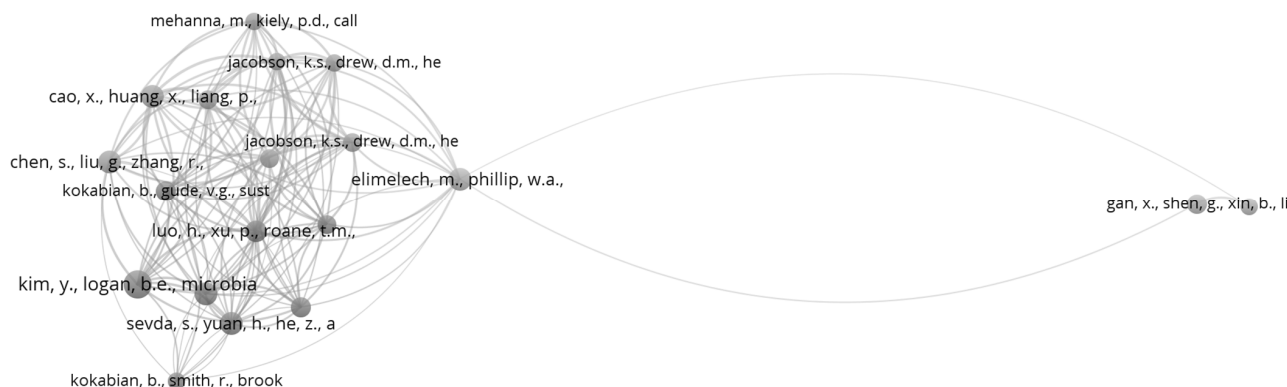 mehanna, m., kiely, p.d., call
jacobson, k.s., drew, d.m., he
cao, x., huang, x., liang, p.,
jacobson, k.s., drew, d.m., he
chen, s., liu, g., zhang, r.,
elimelech, m., phillip, w.a.,
kokabian, b., gude, v.g., sust
gan, x., shen, g., xin, b., li
luo, h., xu, p., roane, t.m.,
kim, y., logan, b.e., microbia
sevda, s., yuan, h., he, z., a
kokabian, b., smith, r., brook